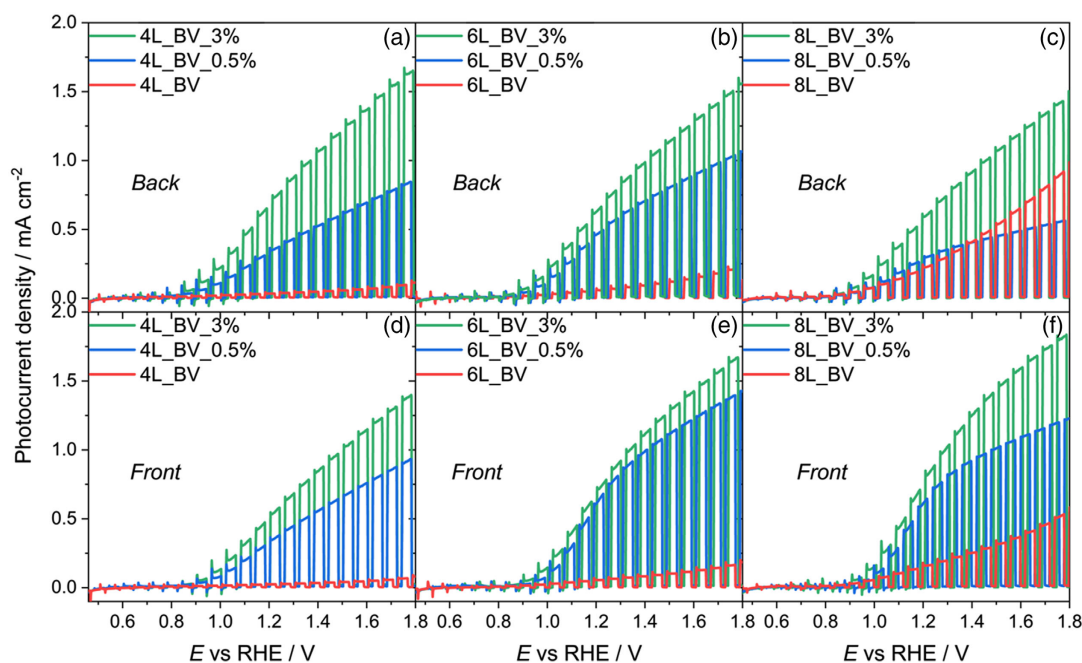 2.0
1.5
1.0
0.5
0.0
4L_BV_3%
4L_BV_0.5%
4L_BV
(a)
Back
6L_BV_3%
6L_BV_0.5%
6L_BV
(b)
Back
8L_BV_3%
8L_BV_0.5%
8L_BV
(c)
Back
Photocurrent density / mA cm⁻²
2.0
1.5
1.0
0.5
0.0
4L_BV_3%
4L_BV_0.5%
4L_BV
(d)
Front
6L_BV_3%
6L_BV_0.5%
6L_BV
(e)
Front
8L_BV_3%
8L_BV_0.5%
8L_BV
(f)
Front
0.6 0.8 1.0 1.2 1.4 1.6 1.8
0.6 0.8 1.0 1.2 1.4 1.6 1.8
0.6 0.8 1.0 1.2 1.4 1.6 1.8
E vs RHE / V
E vs RHE / V
E vs RHE / V